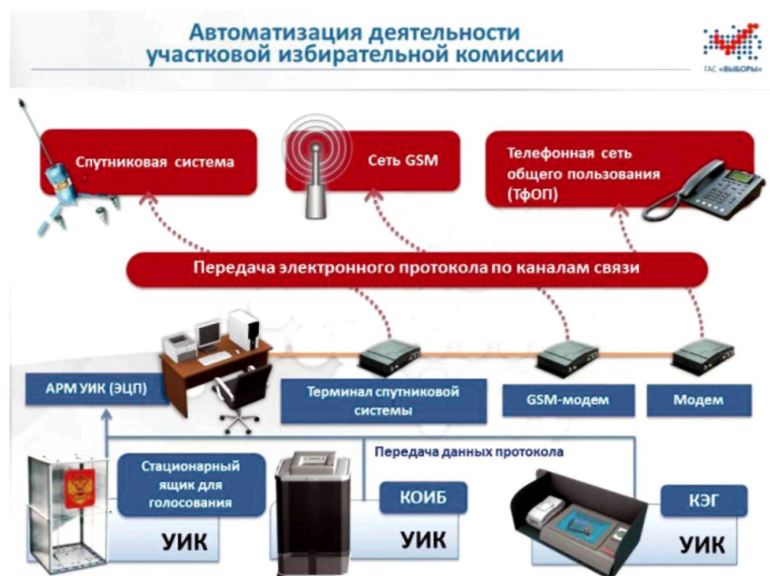 Автоматизация деятельности
участковой избирательной комиссии
ГАС «ВЫБОРЫ»
Спутниковая система
Сеть GSM
Телефонная сеть
общего пользования
(ТфОП)
Передача электронного протокола по каналам связи
АРМ УИК (ЭЦП)
Терминал спутниковой
системы
GSM-модем
Модем
Передача данных протокола
Стационарный
ящик для
голосования
КОИБ
КЭГ
УИК
УИК
УИК